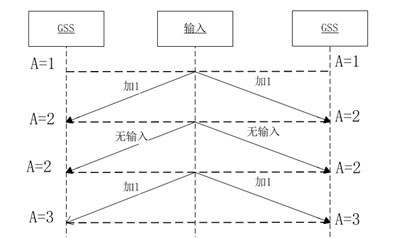 GSS 输入 GSS
A=1 A=1
加1 加1
A=2 A=2
无输入 无输入
A=2 A=2
加1 加1
A=3 A=3